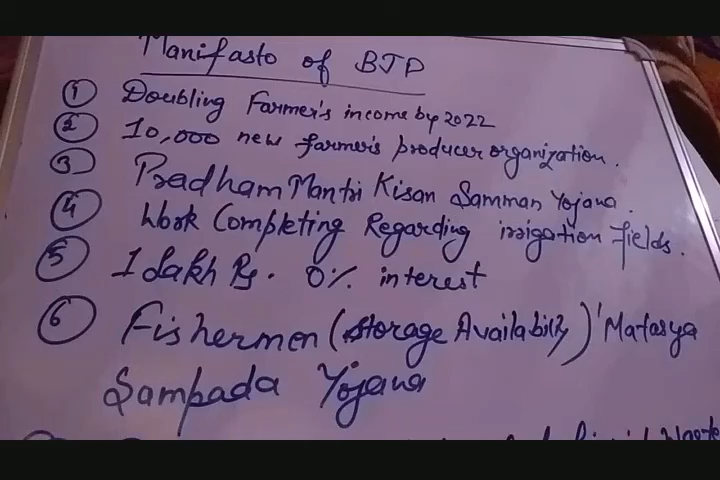 Manifasto of BJP
① Doubling Farmer's income by 2022
② 10,000 new farmer's producer organization.
③ Pradham Mantri Kisan Samman Yojana.
④ Work Completing Regarding irrigation fields.
⑤ 1 Lakh Rs. 0% interest
⑥ Fishermen (Storage Availability) 'Matasya
Sampada Yojana